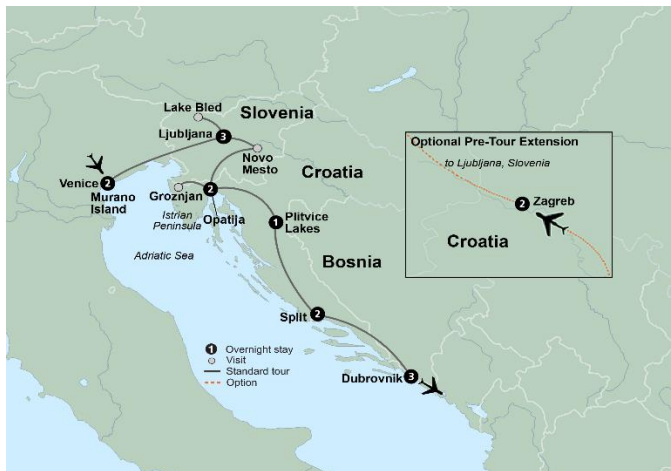 Lake Bled
Slovenia
Ljubljana
3
Novo
Mesto
Venice
2
Murano
Island
Groznjan
2
Opatija
Istrian
Peninsula
Croatia
Adriatic Sea
1
Plitvice
Lakes
Bosnia
Split
2
Dubrovnik
3
1 Overnight stay
Visit
Standard tour
Option
Optional Pre-Tour Extension
to Ljubljana, Slovenia
2
Zagreb
Croatia